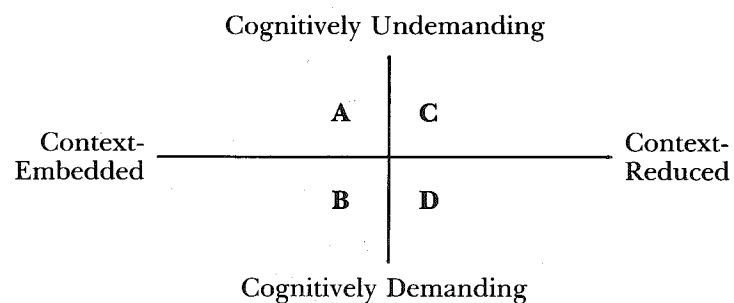 Cognitively Undemanding
A C
Context-
Embedded
Context-
Reduced
B D
Cognitively Demanding